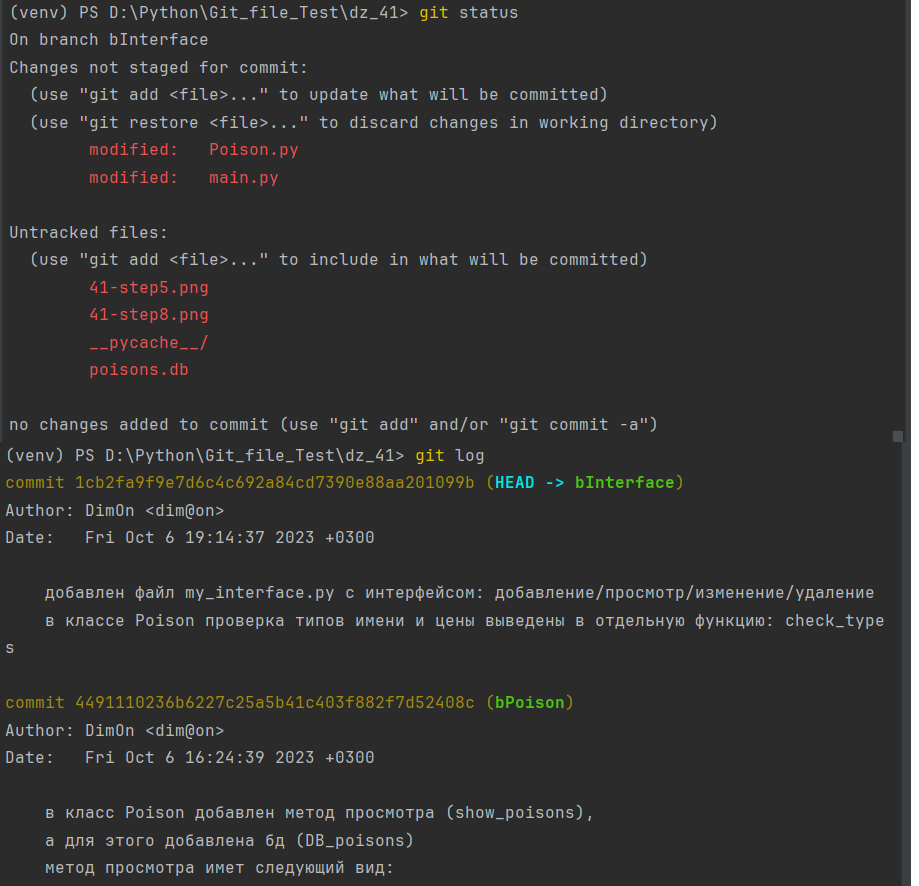 (venv) PS D:\Python\Git_file_Test\dz_41> git status
On branch bInterface
Changes not staged for commit:
  (use "git add <file>..." to update what will be committed)
  (use "git restore <file>..." to discard changes in working directory)
        modified:   Poison.py
        modified:   main.py

Untracked files:
  (use "git add <file>..." to include in what will be committed)
        41-step5.png
        41-step8.png
        __pycache__/
        poisons.db

no changes added to commit (use "git add" and/or "git commit -a")
(venv) PS D:\Python\Git_file_Test\dz_41> git log
commit 1cb2fa9f9e7d6c4c692a84cd7390e88aa201099b (HEAD -> bInterface)
Author: DimOn <dim@on>
Date:   Fri Oct 6 19:14:37 2023 +0300

    добавлен файл my_interface.py с интерфейсом: добавление/просмотр/изменение/удаление
    в классе Poison проверка типов имени и цены выведены в отдельную функцию: check_type
s

commit 4491110236b6227c25a5b41c403f882f7d52408c (bPoison)
Author: DimOn <dim@on>
Date:   Fri Oct 6 16:24:39 2023 +0300

    в класс Poison добавлен метод просмотра (show_poisons),
    а для этого добавлена бд (DB_poisons)
    метод просмотра имет следующий вид: